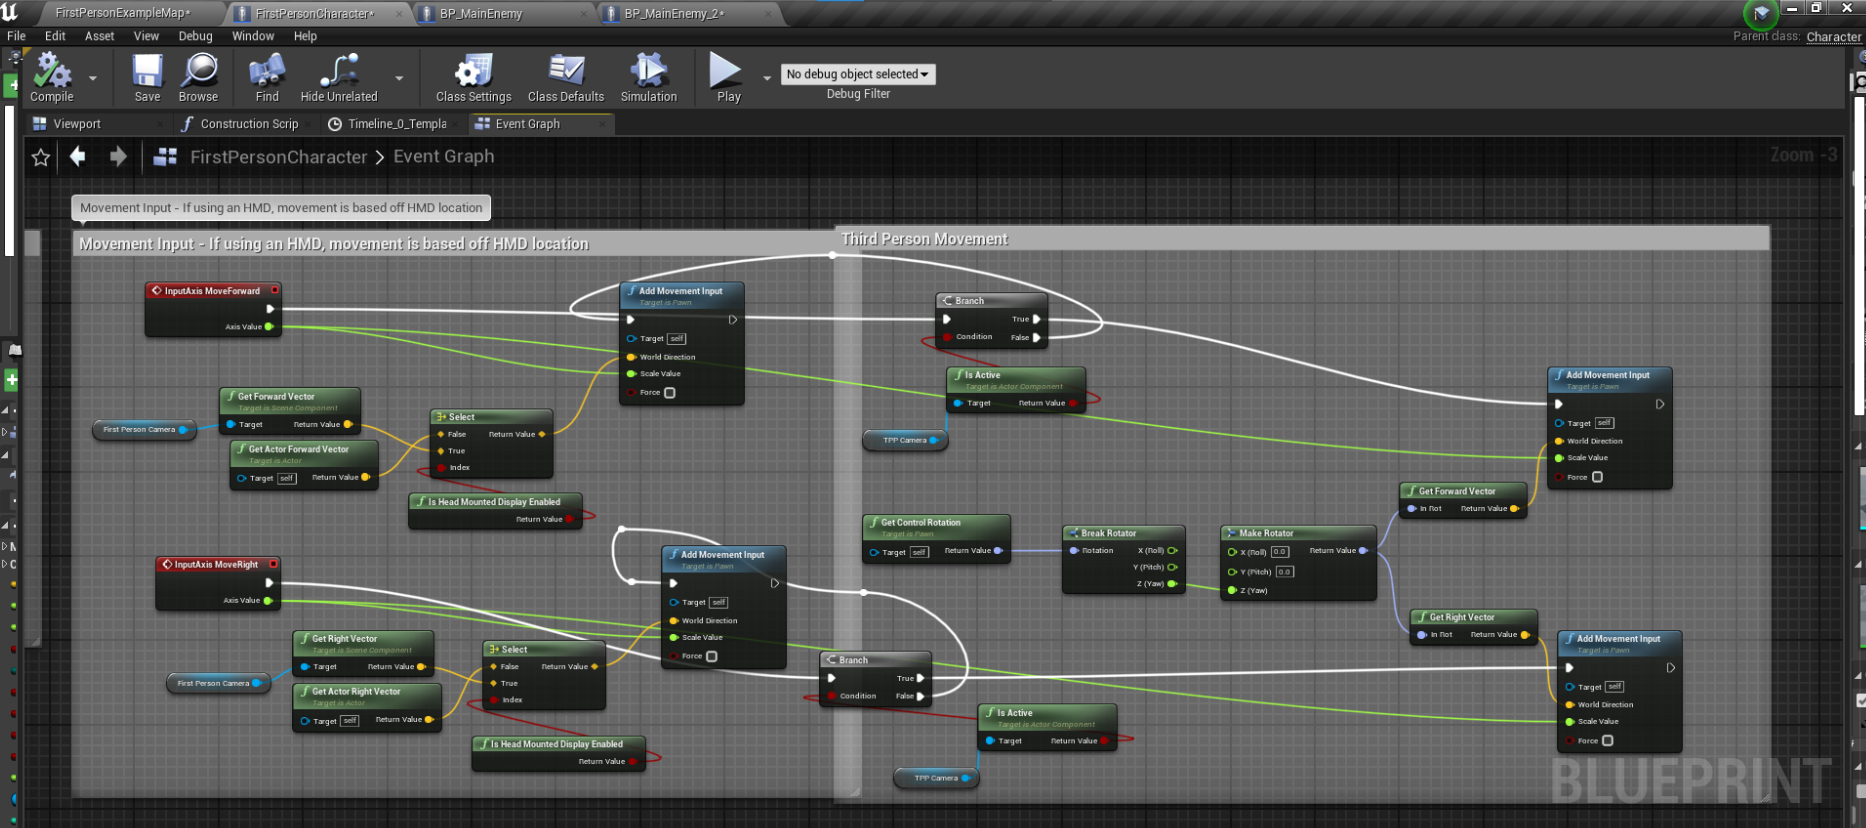 FirstPersonExampleMap*
FirstPersonCharacter*
BP_MainEnemy
BP_MainEnemy_2*
File Edit Asset View Debug Window Help
Parent class: Character
Compile
Save
Browse
Find
Hide Unrelated
Class Settings
Class Defaults
Simulation
Play
No debug object selected
Debug Filter
Viewport
Construction Scrip
Timeline_0_Templa
Event Graph
FirstPersonCharacter > Event Graph
Zoom -3
Movement Input - If using an HMD, movement is based off HMD location
Movement Input - If using an HMD, movement is based off HMD location
InputAxis MoveForward
Axis Value
Add Movement Input
Target is Pawn
Target self
World Direction
Scale Value
Force
Get Forward Vector
Target is Scene Component
Target Return Value
First Person Camera
Get Actor Forward Vector
Target is Actor
Target self Return Value
Select
False Return Value
True
Index
Is Head Mounted Display Enabled
Return Value
InputAxis MoveRight
Axis Value
Add Movement Input
Target is Pawn
Target self
World Direction
Scale Value
Force
Get Right Vector
Target is Scene Component
Target Return Value
First Person Camera
Get Actor Right Vector
Target is Actor
Target self Return Value
Select
False Return Value
True
Index
Is Head Mounted Display Enabled
Return Value
Third Person Movement
Branch
True
Condition False
Is Active
Target is Actor Component
Target Return Value
TPP Camera
Add Movement Input
Target is Pawn
Target self
World Direction
Scale Value
Force
Get Control Rotation
Target is Pawn
Target self Return Value
Break Rotator
Rotation X (Roll)
Y (Pitch)
Z (Yaw)
Make Rotator
X (Roll) 0.0 Return Value
Y (Pitch) 0.0
Z (Yaw)
Get Forward Vector
In Rot Return Value
Get Right Vector
In Rot Return Value
Branch
True
Condition False
Is Active
Target is Actor Component
Target Return Value
TPP Camera
Add Movement Input
Target is Pawn
Target self
World Direction
Scale Value
Force
BLUEPRINT